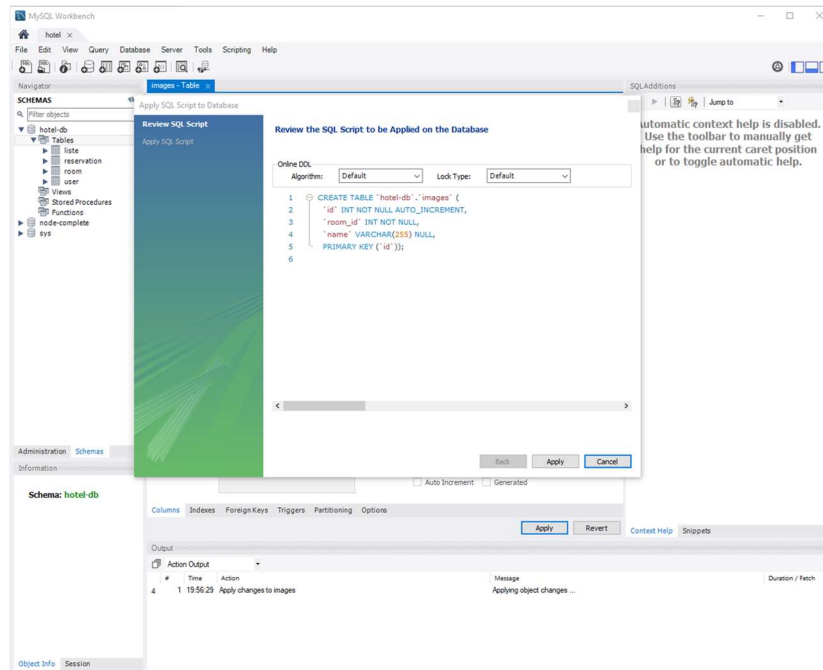 MySQL Workbench
hotel
File Edit View Query Database Server Tools Scripting Help
Navigator
SCHEMAS
Filter objects
hotel-db
Tables
liste
reservation
room
user
Views
Stored Procedures
Functions
node-complete
sys
Administration Schemas
Information
Schema: hotel-db
Object Info Session
images - Table
Apply SQL Script to Database
Review SQL Script
Apply SQL Script
Review the SQL Script to be Applied on the Database
Online DDL
Algorithm: Default Lock Type: Default
1 CREATE TABLE `hotel-db`.`images` (
2 `id` INT NOT NULL AUTO_INCREMENT,
3 `room_id` INT NOT NULL,
4 `name` VARCHAR(255) NULL,
5 PRIMARY KEY (`id`));
6
Back Apply Cancel
Auto Increment Generated
Columns Indexes Foreign Keys Triggers Partitioning Options
Apply Revert
Output
Action Output
# Time Action Message Duration / Fetch
4 1 19:56:29 Apply changes to images Applying object changes ...
SQLAdditions
Jump to
Automatic context help is disabled.
Use the toolbar to manually get
help for the current caret position
or to toggle automatic help.
Context Help Snippets